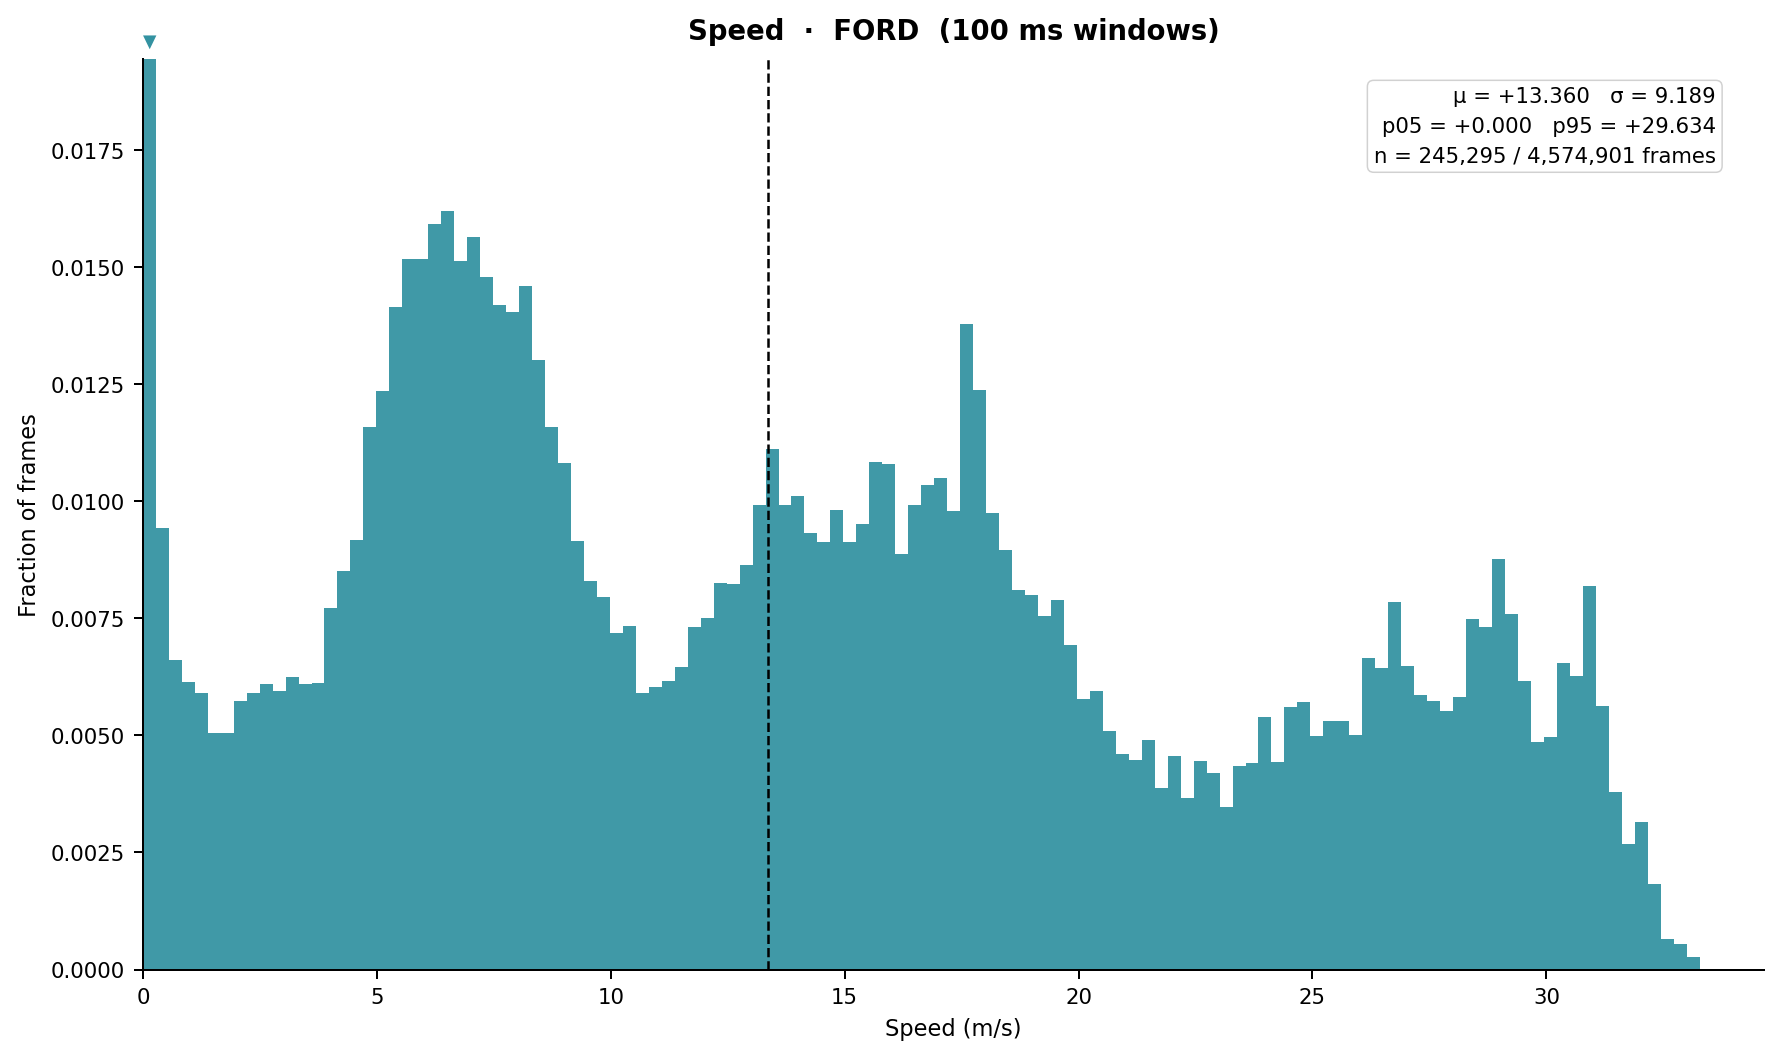 Speed · FORD (100 ms windows)
μ = +13.360 σ = 9.189
p05 = +0.000 p95 = +29.634
n = 245,295 / 4,574,901 frames
Fraction of frames
0.0175
0.0150
0.0125
0.0100
0.0075
0.0050
0.0025
0.0000
0 5 10 15 20 25 30
Speed (m/s)